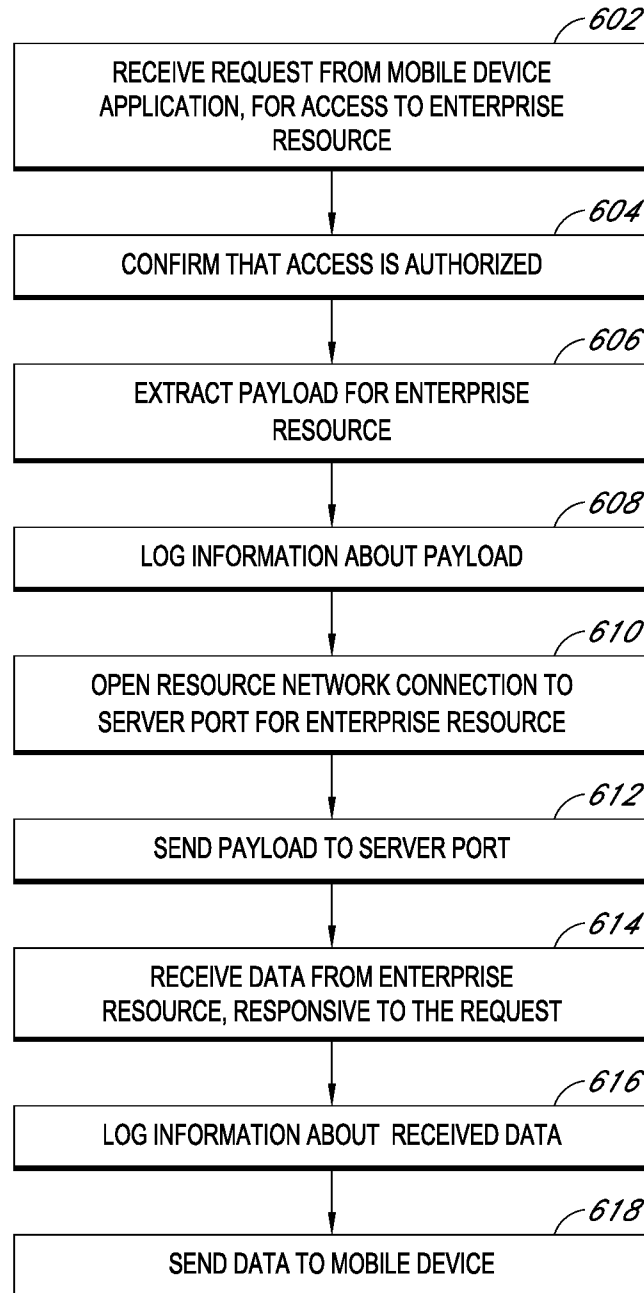 602
RECEIVE REQUEST FROM MOBILE DEVICE
APPLICATION, FOR ACCESS TO ENTERPRISE
RESOURCE
604
CONFIRM THAT ACCESS IS AUTHORIZED
606
EXTRACT PAYLOAD FOR ENTERPRISE
RESOURCE
608
LOG INFORMATION ABOUT PAYLOAD
610
OPEN RESOURCE NETWORK CONNECTION TO
SERVER PORT FOR ENTERPRISE RESOURCE
612
SEND PAYLOAD TO SERVER PORT
614
RECEIVE DATA FROM ENTERPRISE
RESOURCE, RESPONSIVE TO THE REQUEST
616
LOG INFORMATION ABOUT RECEIVED DATA
618
SEND DATA TO MOBILE DEVICE